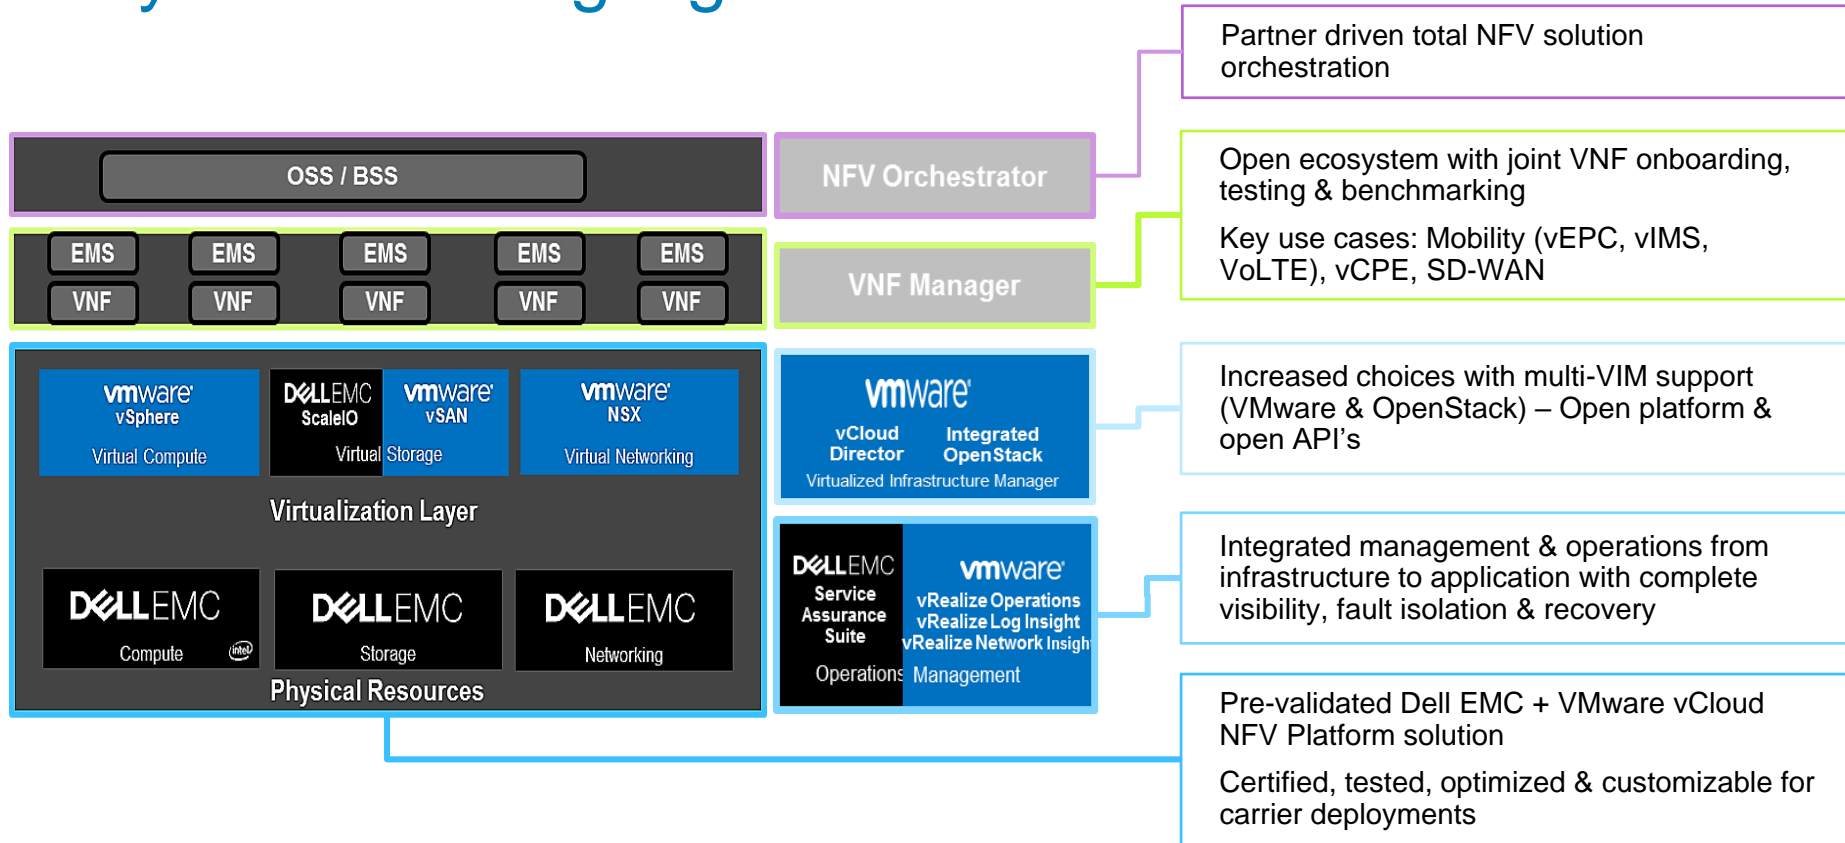 Partner driven total NFV solution
orchestration
OSS / BSS
NFV Orchestrator
Open ecosystem with joint VNF onboarding,
testing & benchmarking
Key use cases: Mobility (vEPC, vIMS,
VoLTE), vCPE, SD-WAN
EMS EMS EMS EMS EMS
VNF VNF VNF VNF VNF
VNF Manager
vmware
vSphere
Virtual Compute
DELLEMC
ScaleIO
vmware
vSAN
Virtual Storage
vmware
NSX
Virtual Networking
Virtualization Layer
DELLEMC
Compute
intel
DELLEMC
Storage
DELLEMC
Networking
Physical Resources
vmware
vCloud
Director
Integrated
OpenStack
Virtualized Infrastructure Manager
Increased choices with multi-VIM support
(VMware & OpenStack) – Open platform &
open API’s
DELLEMC
Service
Assurance
Suite
vmware
vRealize Operations
vRealize Log Insight
vRealize Network Insight
Operations Management
Integrated management & operations from
infrastructure to application with complete
visibility, fault isolation & recovery
Pre-validated Dell EMC + VMware vCloud
NFV Platform solution
Certified, tested, optimized & customizable for
carrier deployments